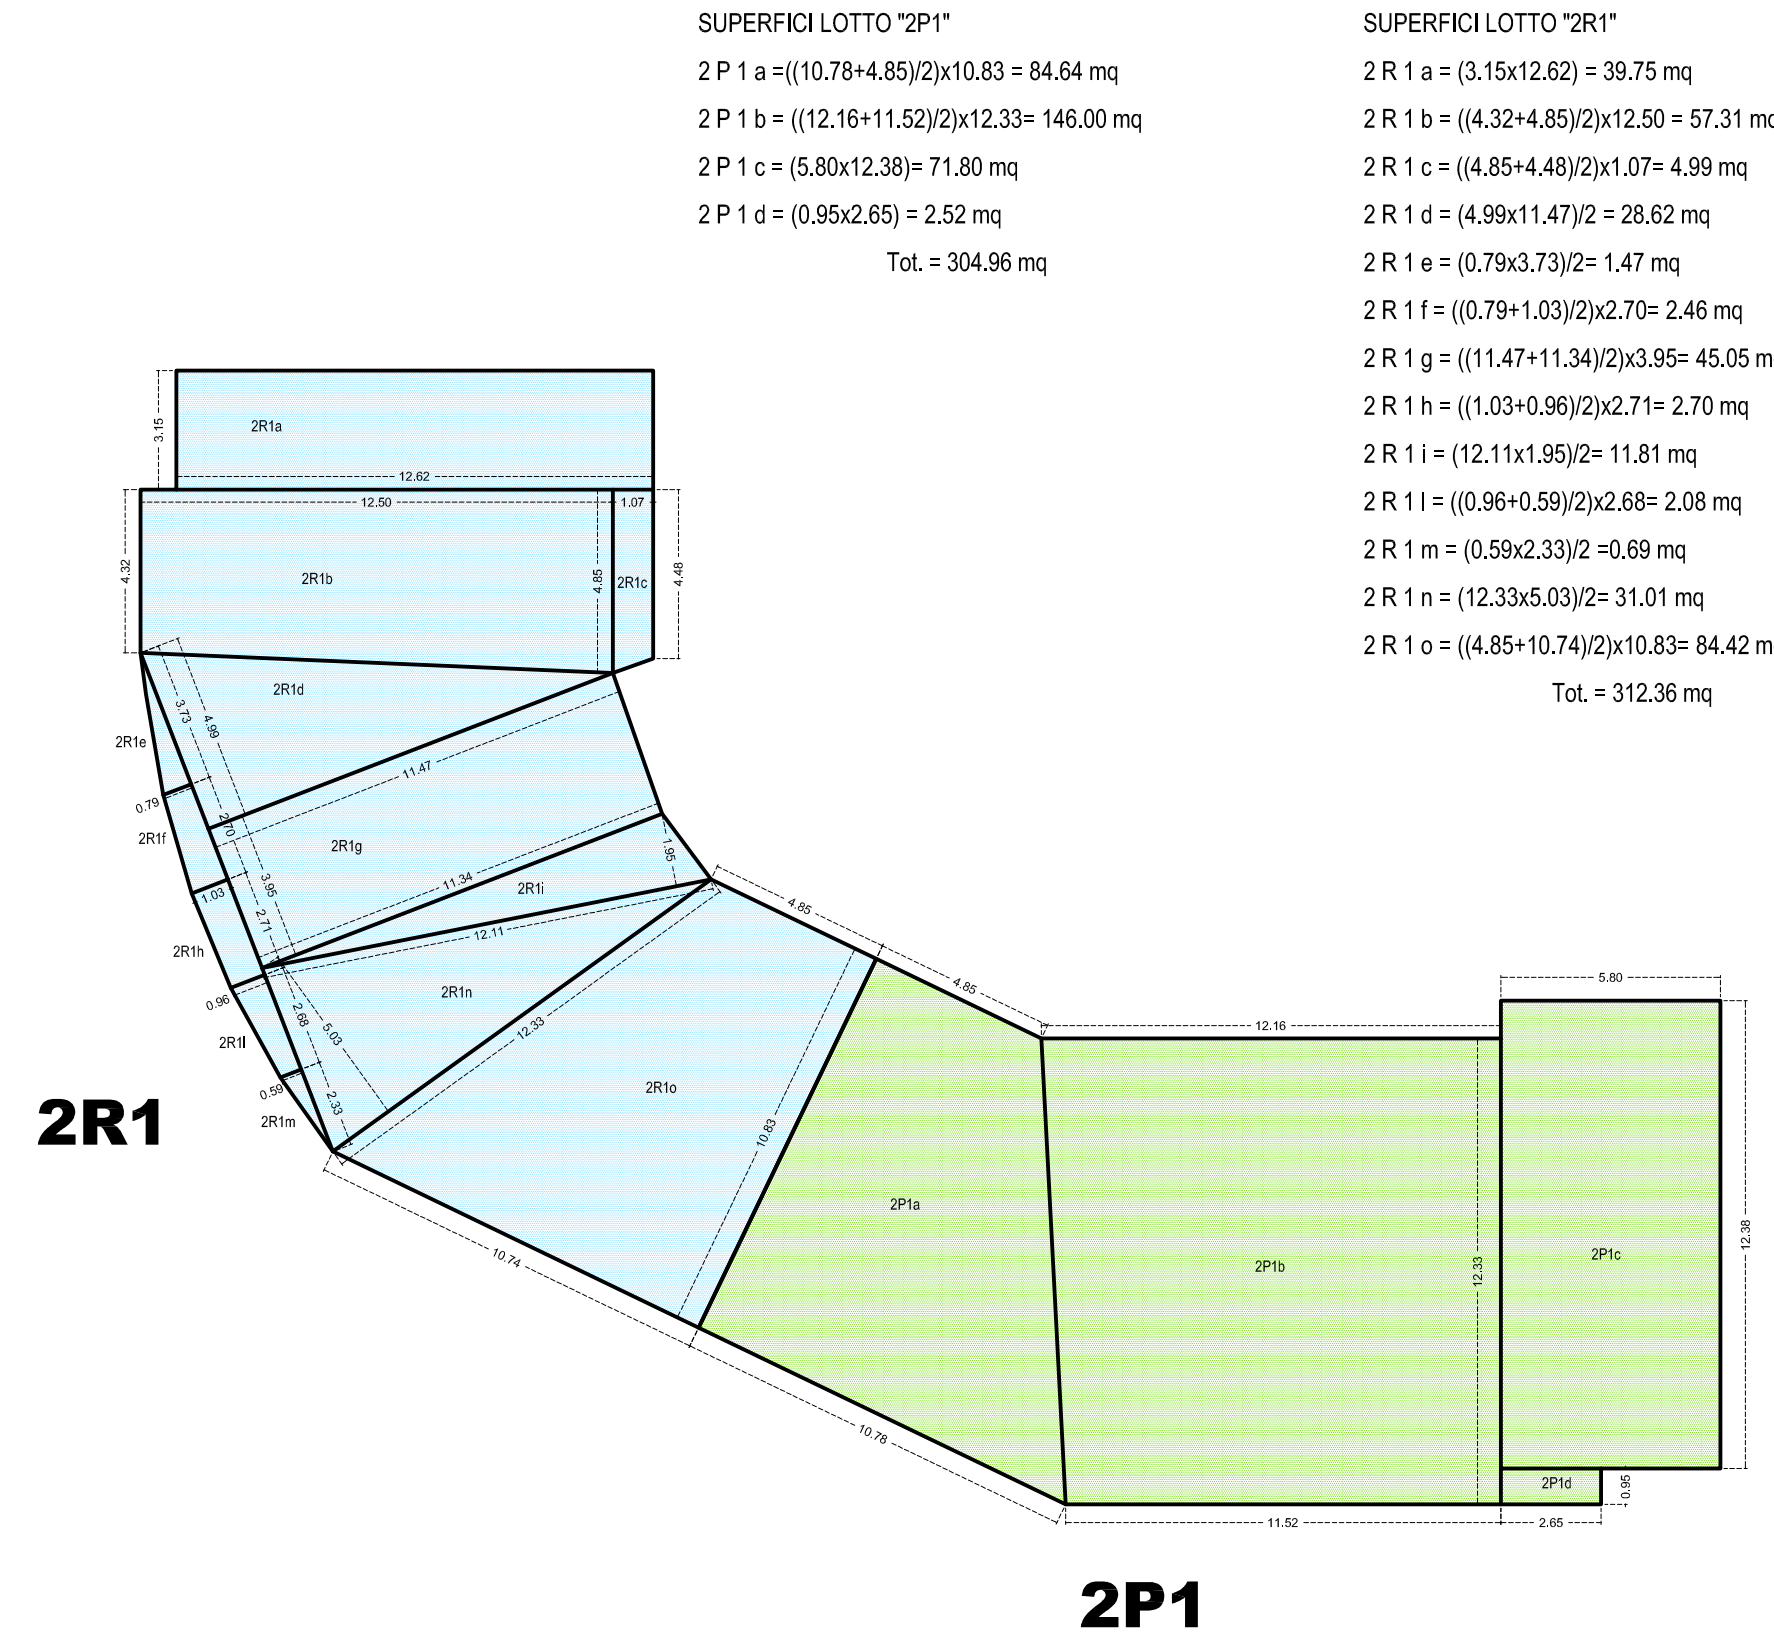 SUPERFICI LOTTO "2P1"
2 P 1 a =((10.78+4.85)/2)x10.83 = 84.64 mq
2 P 1 b = ((12.16+11.52)/2)x12.33= 146.00 mq
2 P 1 c = (5.80x12.38)= 71.80 mq
2 P 1 d = (0.95x2.65) = 2.52 mq
Tot. = 304.96 mq
SUPERFICI LOTTO "2R1"
2 R 1 a = (3.15x12.62) = 39.75 mq
2 R 1 b = ((4.32+4.85)/2)x12.50 = 57.31 mq
2 R 1 c = ((4.85+4.48)/2)x1.07= 4.99 mq
2 R 1 d = (4.99x11.47)/2 = 28.62 mq
2 R 1 e = (0.79x3.73)/2= 1.47 mq
2 R 1 f = ((0.79+1.03)/2)x2.70= 2.46 mq
2 R 1 g = ((11.47+11.34)/2)x3.95= 45.05 m
2 R 1 h = ((1.03+0.96)/2)x2.71= 2.70 mq
2 R 1 i = (12.11x1.95)/2= 11.81 mq
2 R 1 l = ((0.96+0.59)/2)x2.68= 2.08 mq
2 R 1 m = (0.59x2.33)/2 =0.69 mq
2 R 1 n = (12.33x5.03)/2= 31.01 mq
2 R 1 o = ((4.85+10.74)/2)x10.83= 84.42 m
Tot. = 312.36 mq
3.15
2R1a
12.62
12.50
1.07
4.32
2R1b
4.85
2R1c
4.48
2R1d
3.73
4.99
2R1e
11.47
0.79
2.70
2R1f
2R1g
1.95
11.34
3.95
2R1i
1.03
2.71
12.11
2R1h
2R1n
0.96
2.68
5.03
12.33
2R1l
0.59
2.33
2R1m
2R1o
10.83
4.85
4.85
10.74
2R1
5.80
12.16
2P1a
2P1b
12.33
2P1c
12.38
10.78
2P1d
0.95
11.52
2.65
2P1